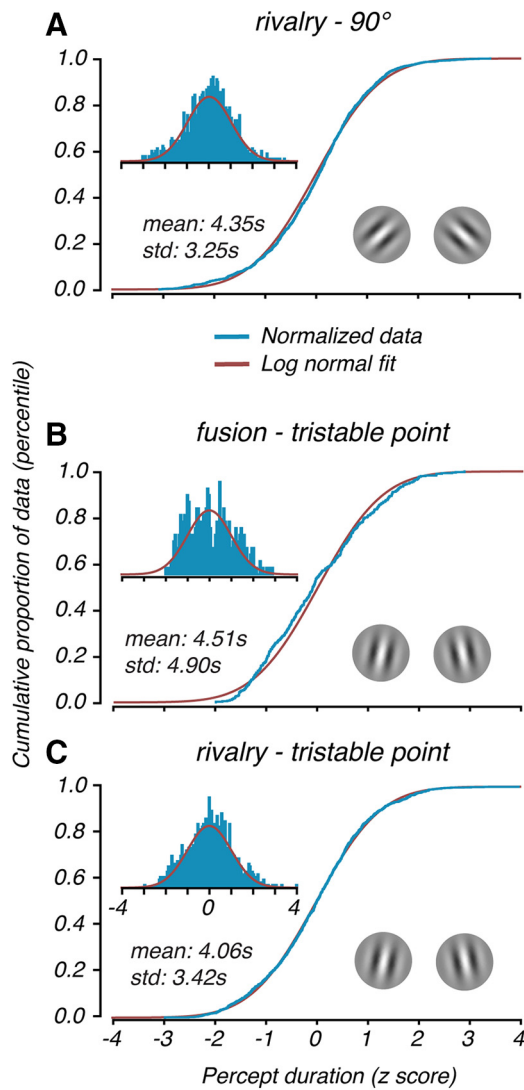 A
rivalry - 90°
1.0
0.8
0.6
0.4
0.2
0.0
mean: 4.35s
std: 3.25s
Normalized data
Log normal fit
Cumulative proportion of data (percentile)
B
fusion - tristable point
1.0
0.8
0.6
0.4
0.2
0.0
mean: 4.51s
std: 4.90s
C
rivalry - tristable point
1.0
0.8
0.6
0.4
0.2
0.0
-4 0 4
mean: 4.06s
std: 3.42s
-4 -3 -2 -1 0 1 2 3 4
Percept duration (z score)